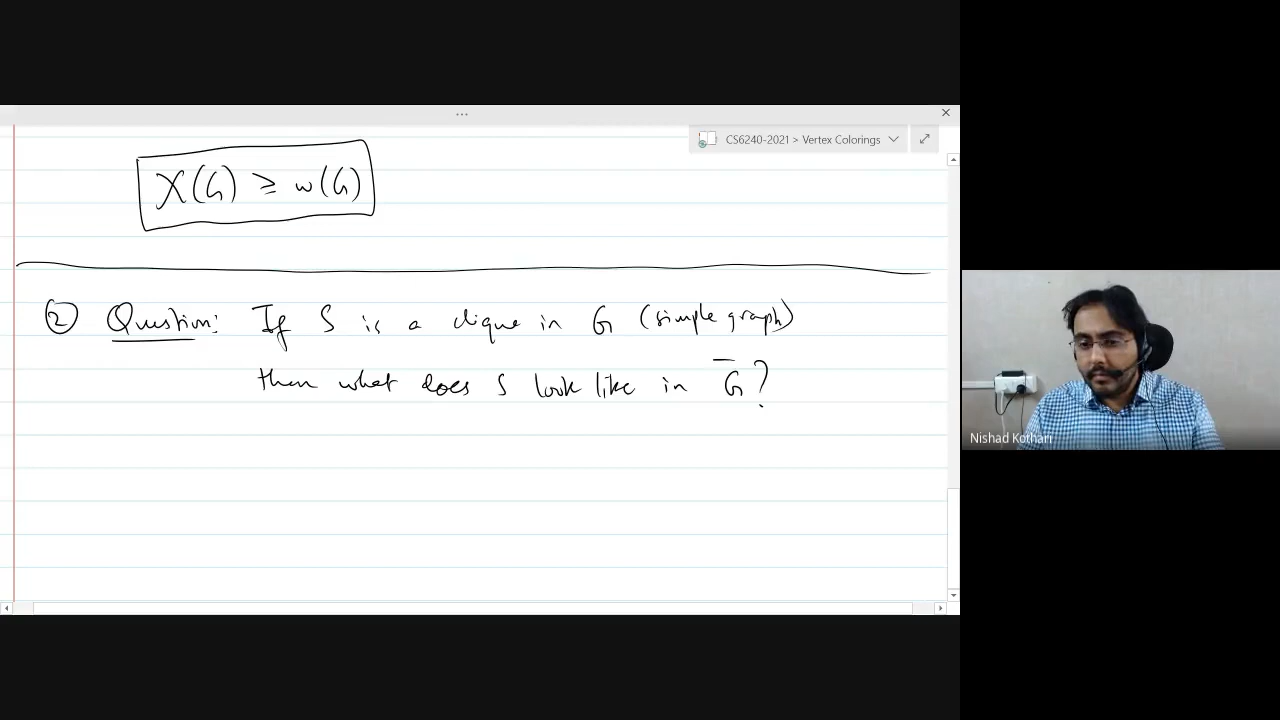 CS6240-2021 > Vertex Colorings
χ(G) ≥ ω(G)
② Question: If S is a clique in G (simple graph)
then what does S look like in G̅?
Nishad Kothari